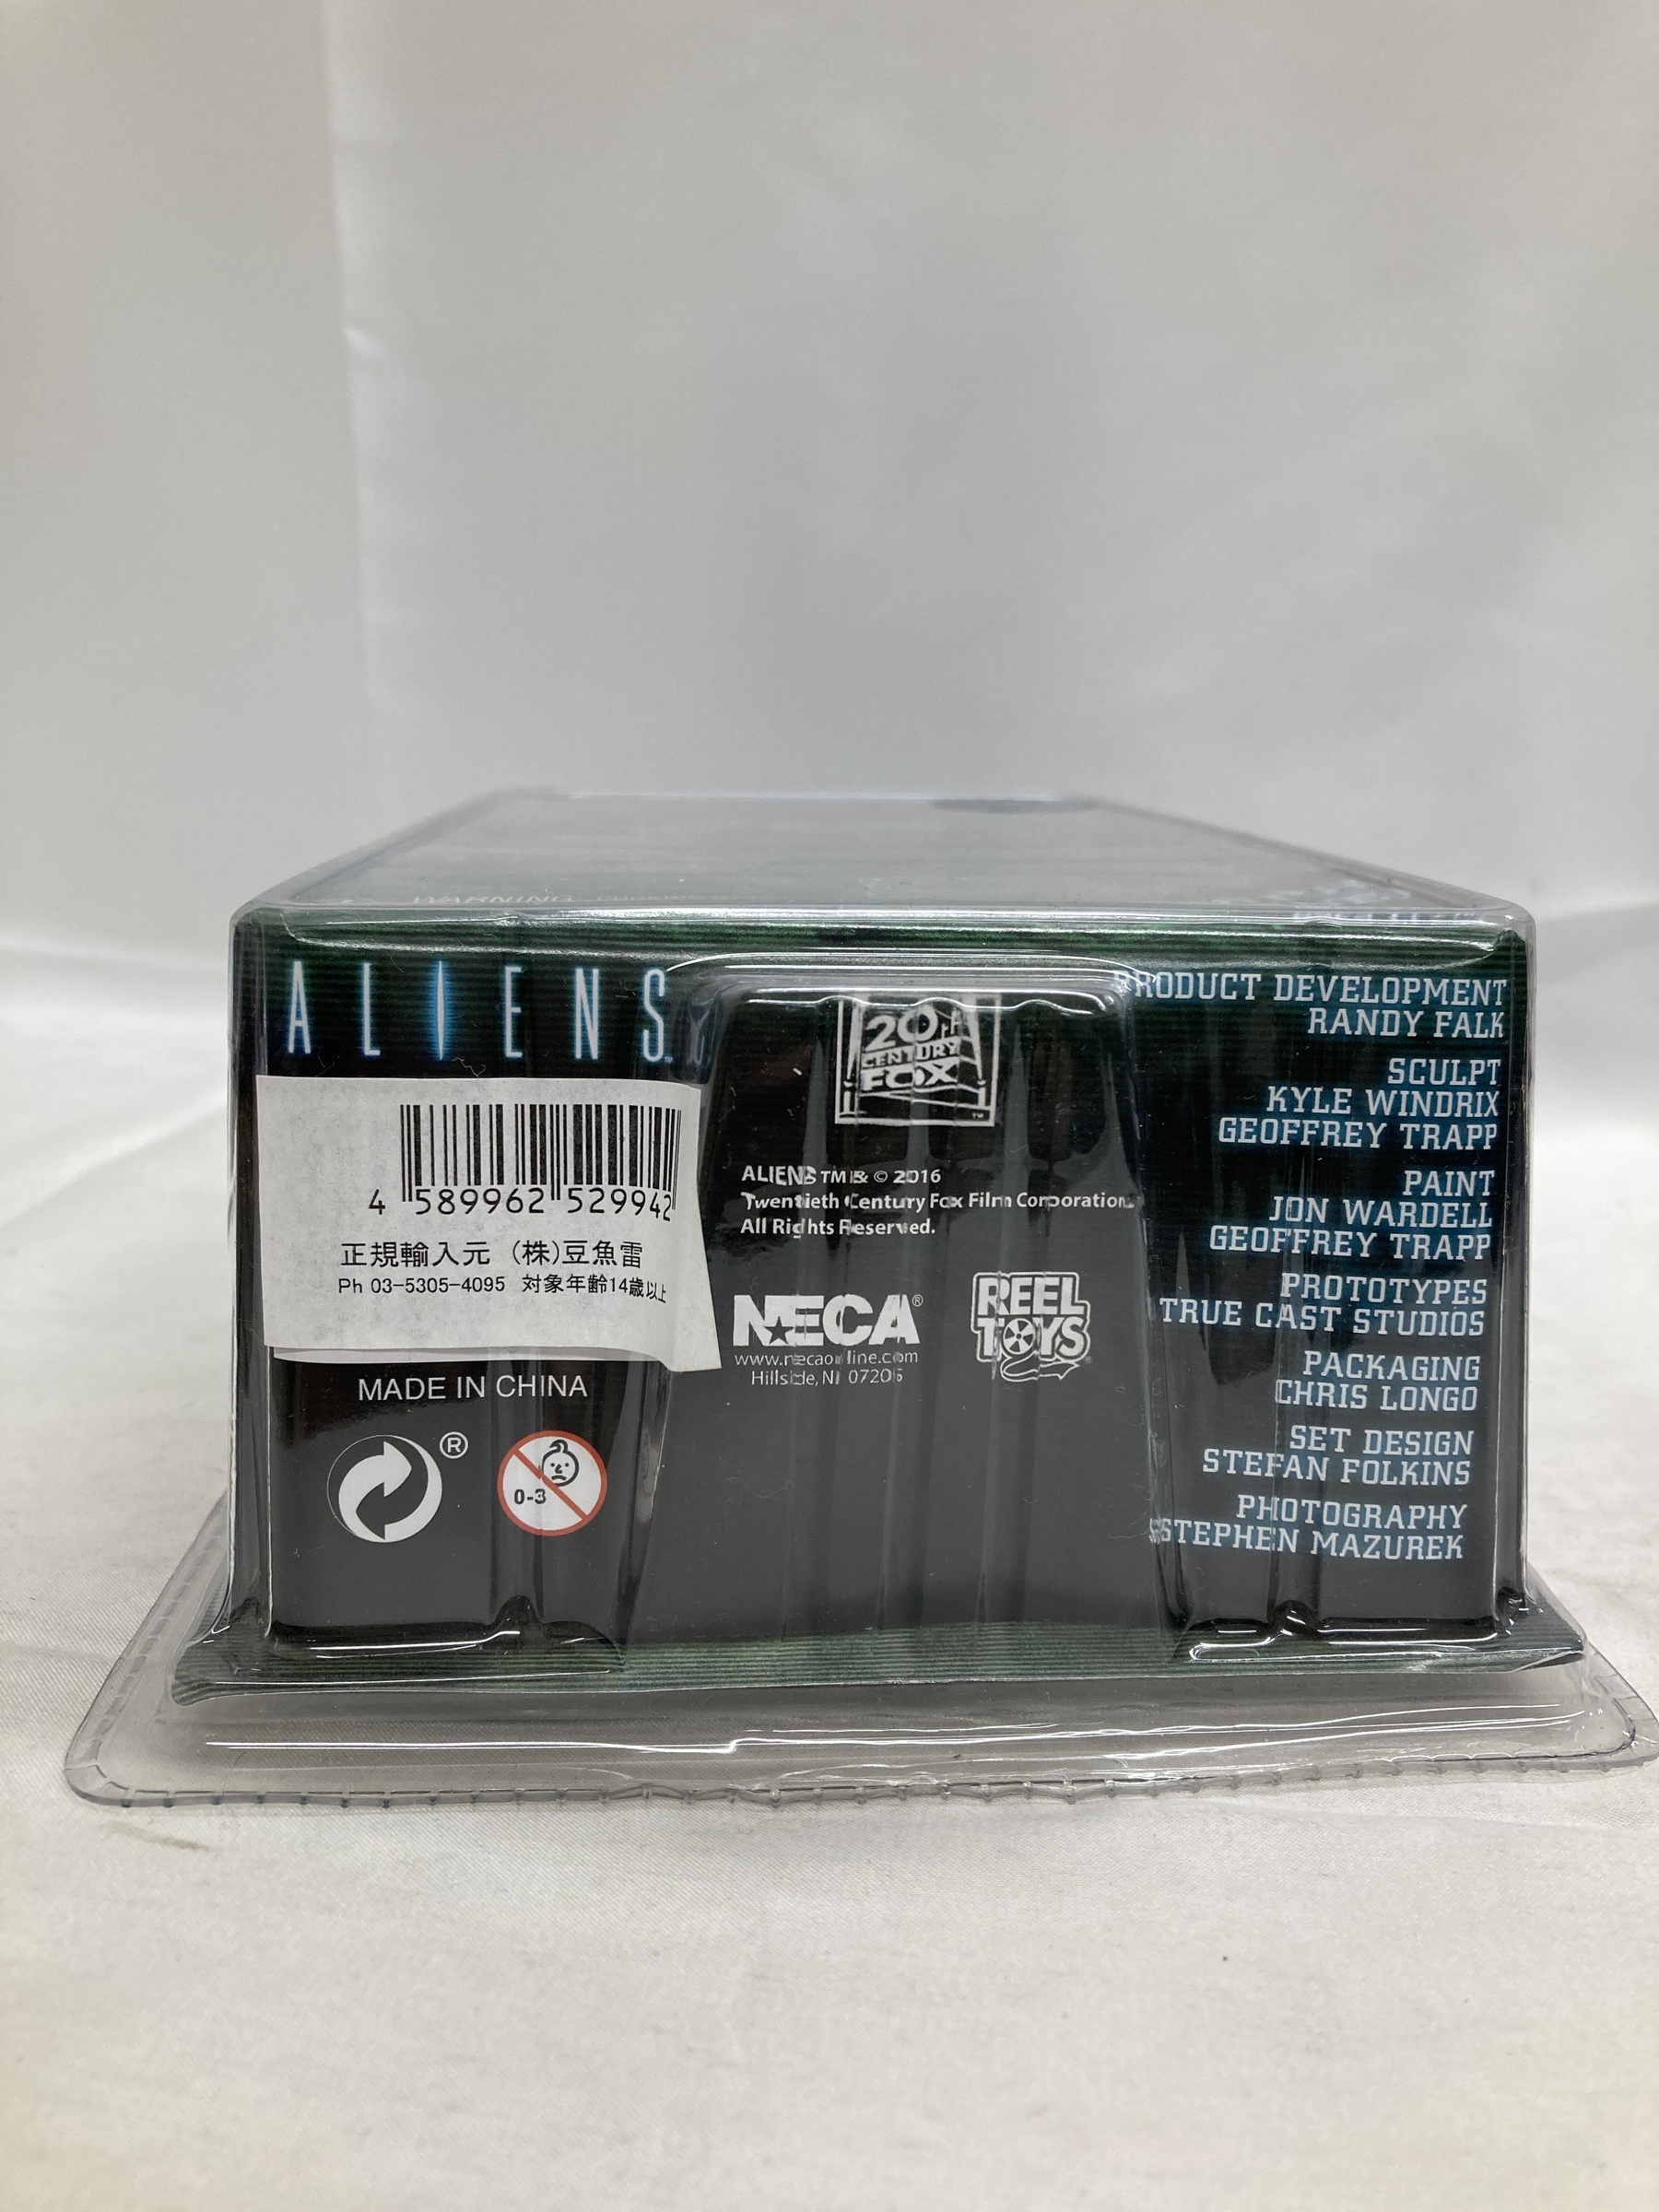 WARNING
ALIENS
4 589962 529942
正規輸入元 (株)豆魚雷
Ph 03-5305-4095 対象年齢14歳以上
MADE IN CHINA
®
0-3
20TH
CENTURY
FOX
TM
ALIENS TM & © 2016
Twentieth Century Fox Film Corporation.
All Rights Reserved.
NECA®
www.necaonline.com
Hillside, NJ 07205
REEL
TOYS
PRODUCT DEVELOPMENT
RANDY FALK
SCULPT
KYLE WINDRIX
GEOFFREY TRAPP
PAINT
JON WARDELL
GEOFFREY TRAPP
PROTOTYPES
TRUE CAST STUDIOS
PACKAGING
CHRIS LONGO
SET DESIGN
STEFAN FOLKINS
PHOTOGRAPHY
STEPHEN MAZUREK